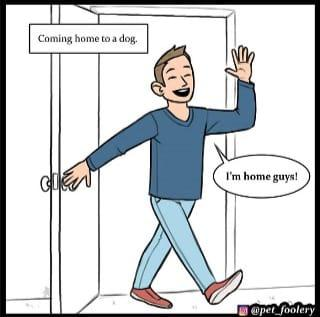 Coming home to a dog.
I'm home guys!
@pet_foolery